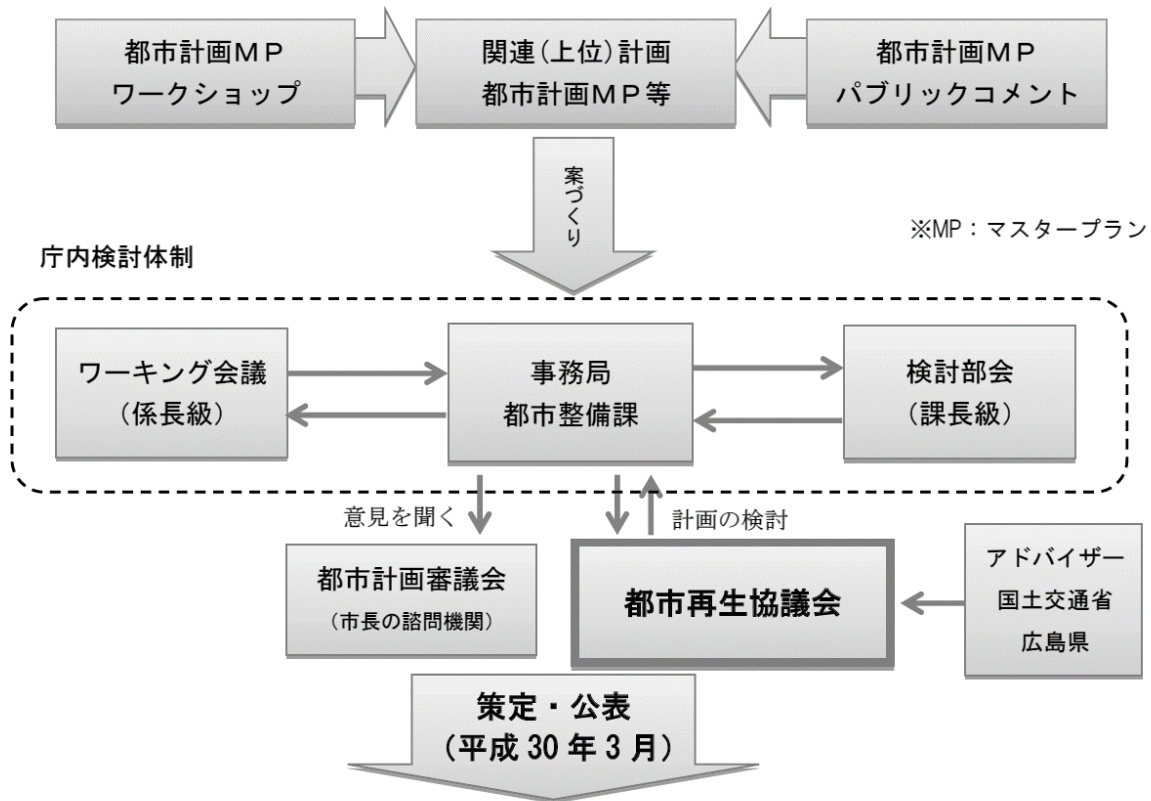 都市計画MP
ワークショップ
関連(上位)計画
都市計画MP等
都市計画MP
パブリックコメント
案づくり
※MP：マスタープラン
庁内検討体制
ワーキング会議
（係長級）
事務局
都市整備課
検討部会
（課長級）
意見を聞く
計画の検討
都市計画審議会
（市長の諮問機関）
都市再生協議会
アドバイザー
国土交通省
広島県
策定・公表
（平成30年3月）